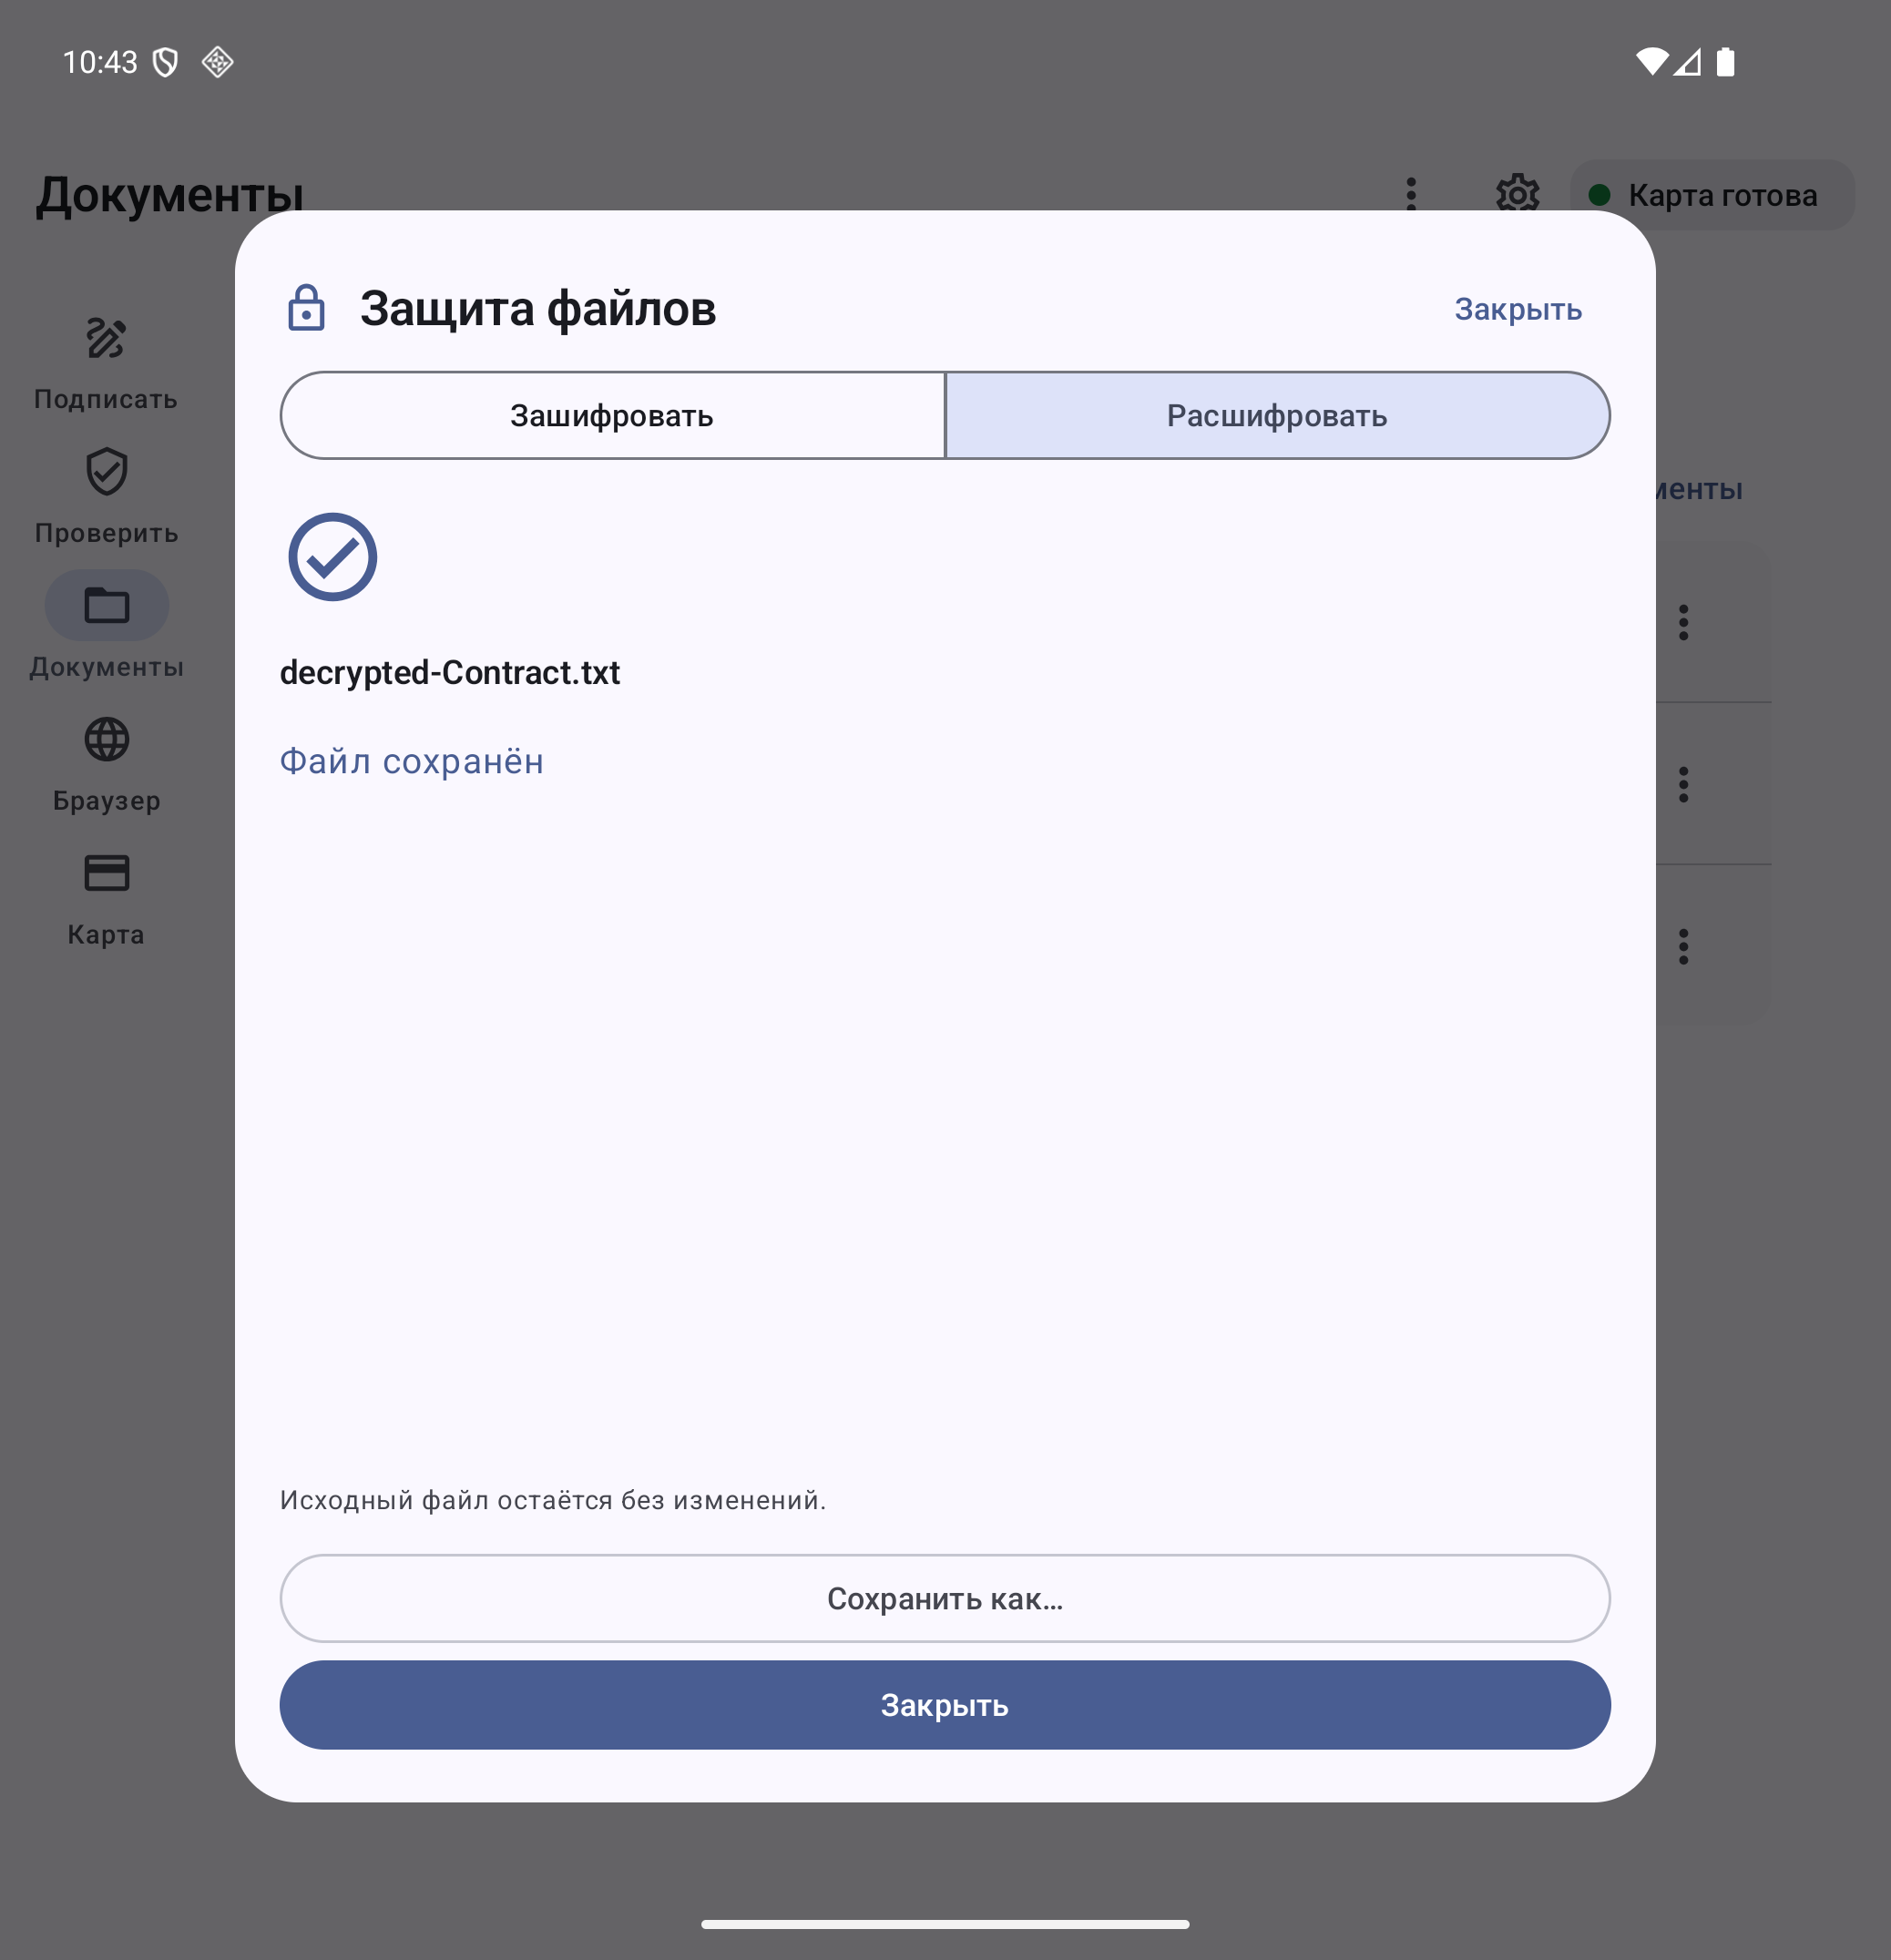 10:43
Документы
Карта готова
Защита файлов
Закрыть
Зашифровать
Расшифровать
Подписать
Проверить
Документы
Браузер
Карта
decrypted-Contract.txt
Файл сохранён
Исходный файл остаётся без изменений.
Сохранить как...
Закрыть